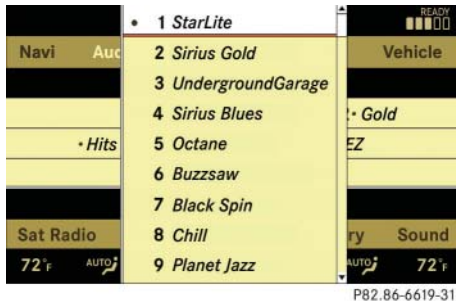 • 1 StarLite
READY
Navi Aud 2 Sirius Gold Vehicle
3 UndergroundGarage
4 Sirius Blues • Gold
• Hits 5 Octane EZ
6 Buzzsaw
7 Black Spin
Sat Radio 8 Chill ry Sound
72°F AUTO 9 Planet Jazz AUTO 72°F
P82.86-6619-31